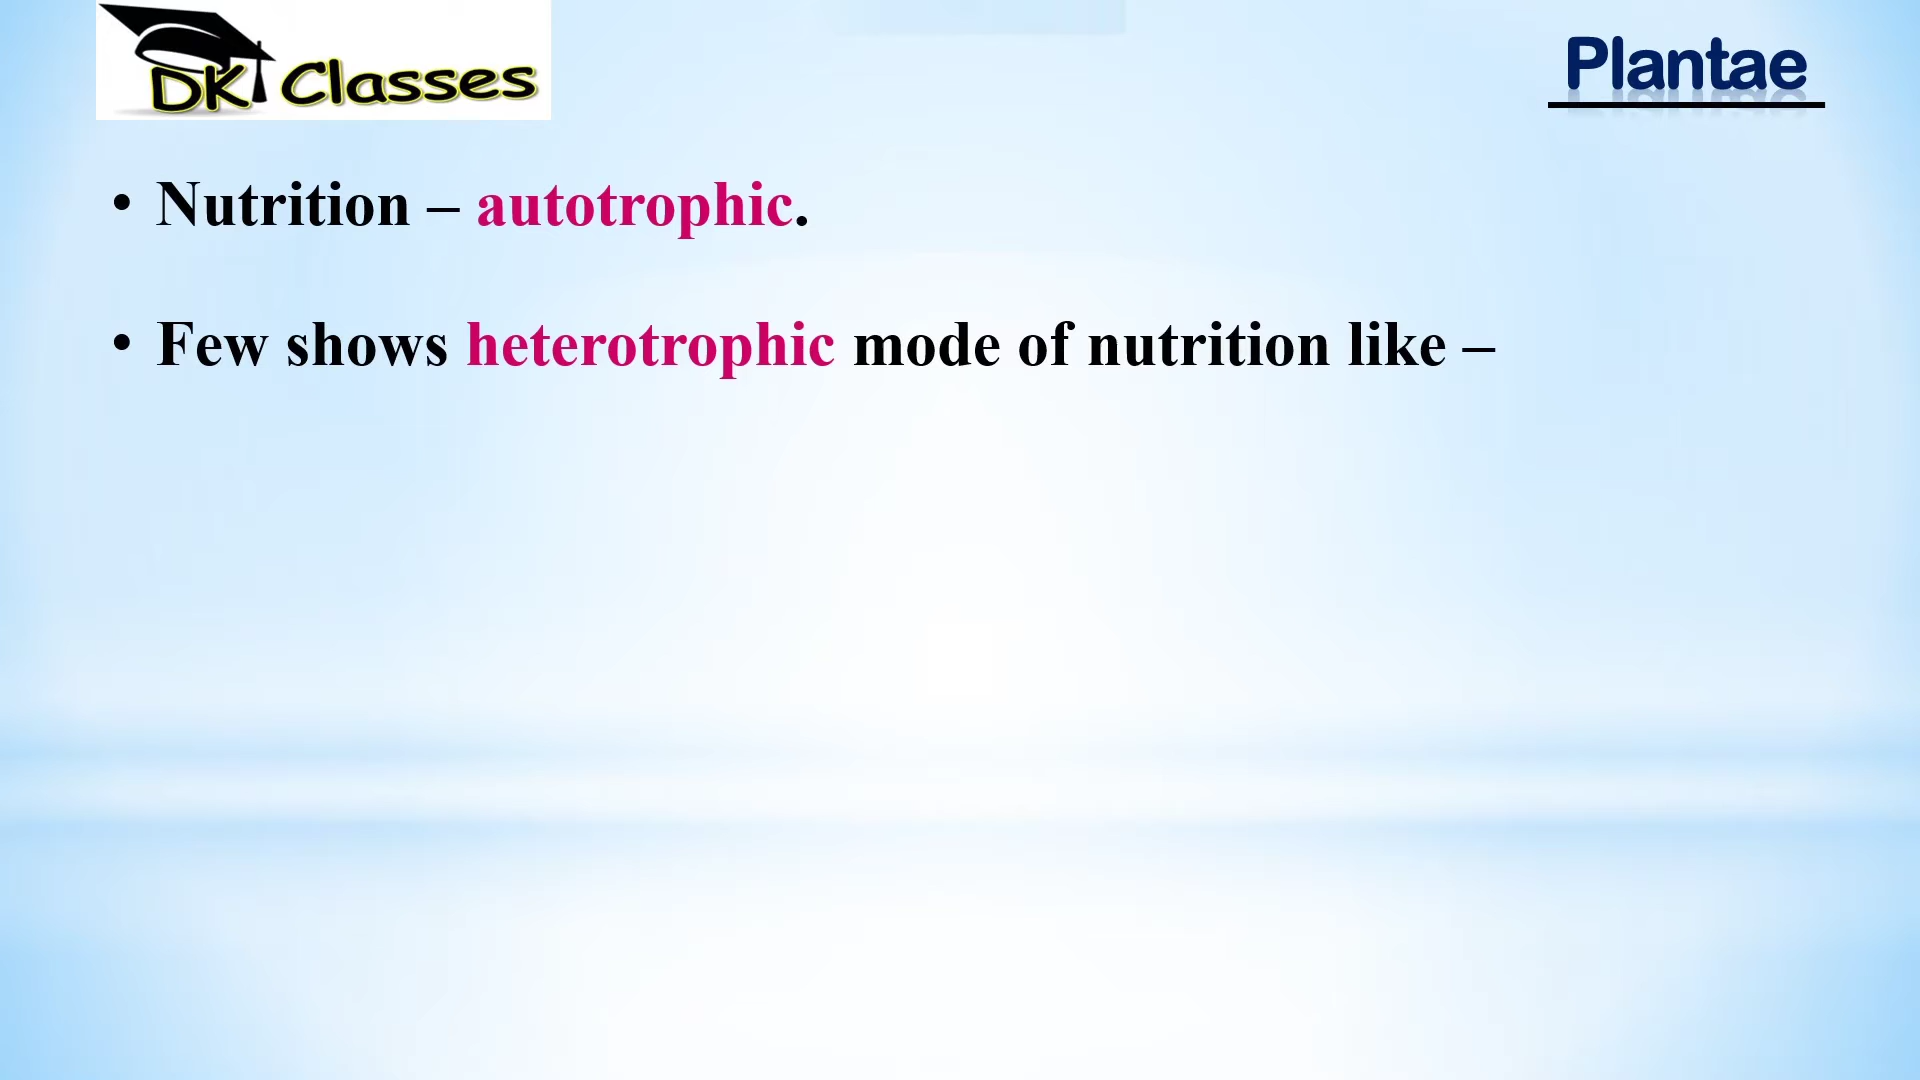 DK Classes
Plantae
• Nutrition – autotrophic.
• Few shows heterotrophic mode of nutrition like –